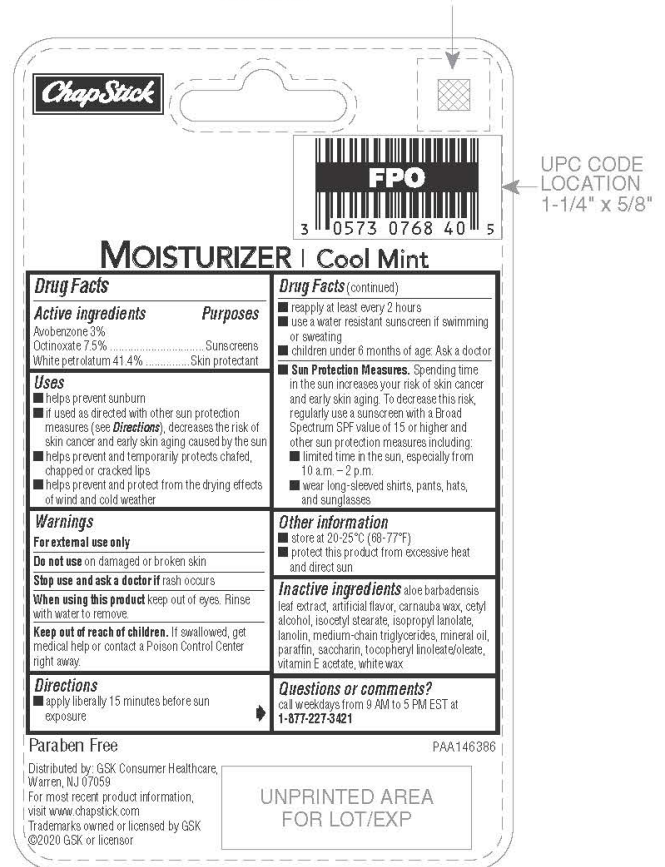 ChapStick
FPO
3 0573 0768 40 5
UPC CODE
LOCATION
1-1/4" x 5/8"
MOISTURIZER | Cool Mint
Drug Facts
Active ingredients Purposes
Avobenzone 3%
Octinoxate 7.5% ................................ Sunscreens
White petrolatum 41.4% ............... Skin protectant
Uses
■ helps prevent sunburn
■ if used as directed with other sun protection
measures (see Directions), decreases the risk of
skin cancer and early skin aging caused by the sun
■ helps prevent and temporarily protects chafed,
chapped or cracked lips
■ helps prevent and protect from the drying effects
of wind and cold weather
Warnings
For external use only
Do not use on damaged or broken skin
Stop use and ask a doctor if rash occurs
When using this product keep out of eyes. Rinse
with water to remove.
Keep out of reach of children. If swallowed, get
medical help or contact a Poison Control Center
right away.
Directions
■ apply liberally 15 minutes before sun
exposure
Drug Facts (continued)
■ reapply at least every 2 hours
■ use a water resistant sunscreen if swimming
or sweating
■ children under 6 months of age: Ask a doctor
■ Sun Protection Measures. Spending time
in the sun increases your risk of skin cancer
and early skin aging. To decrease this risk,
regularly use a sunscreen with a Broad
Spectrum SPF value of 15 or higher and
other sun protection measures including:
■ limited time in the sun, especially from
10 a.m. – 2 p.m.
■ wear long-sleeved shirts, pants, hats,
and sunglasses
Other information
■ store at 20-25°C (68-77°F)
■ protect this product from excessive heat
and direct sun
Inactive ingredients aloe barbadensis
leaf extract, artificial flavor, carnauba wax, cetyl
alcohol, isocetyl stearate, isopropyl lanolate,
lanolin, medium-chain triglycerides, mineral oil,
paraffin, saccharin, tocopheryl linoleate/oleate,
vitamin E acetate, white wax
Questions or comments?
call weekdays from 9 AM to 5 PM EST at
1-877-227-3421
Paraben Free
PAA146386
Distributed by: GSK Consumer Healthcare,
Warren, NJ 07059
For most recent product information,
visit www.chapstick.com
Trademarks owned or licensed by GSK
©2020 GSK or licensor
UNPRINTED AREA
FOR LOT/EXP